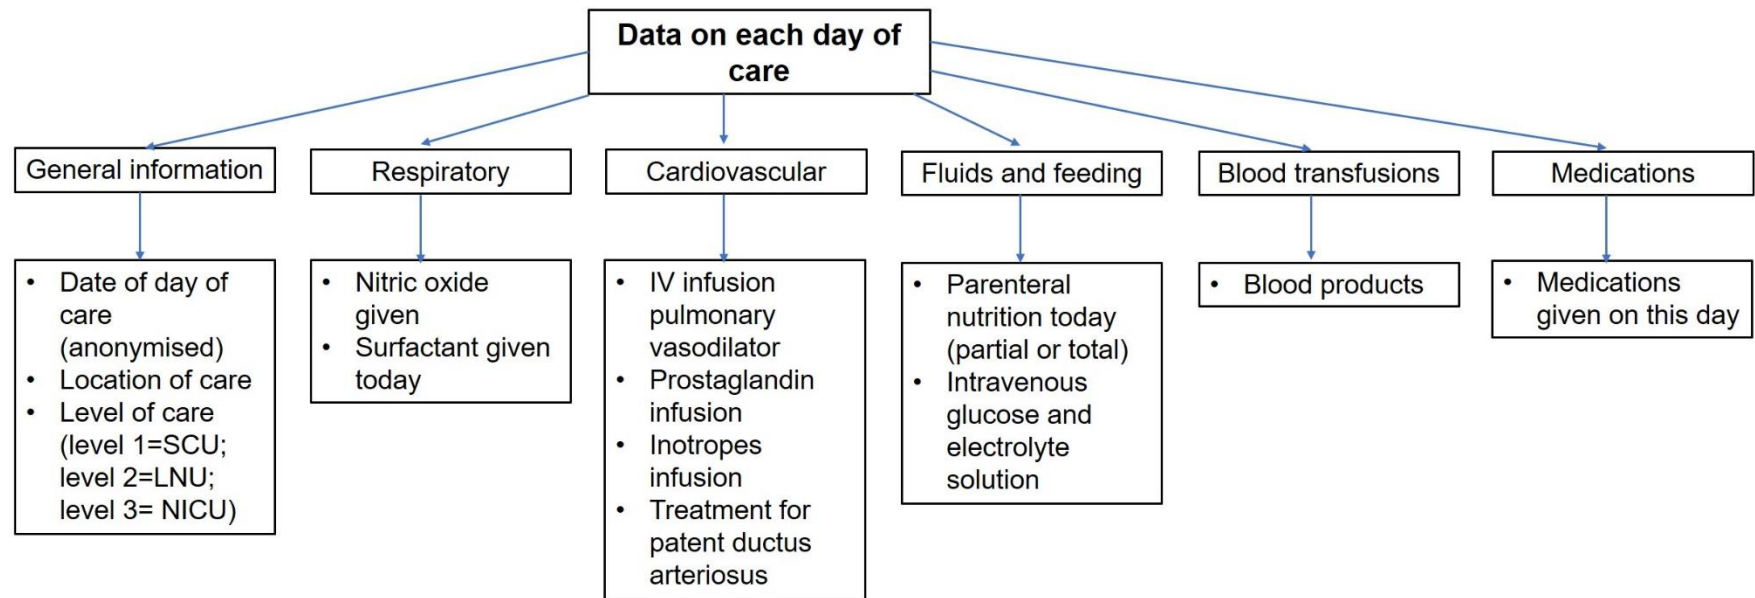 Data on each day of
care
General information
Respiratory
Cardiovascular
Fluids and feeding
Blood transfusions
Medications
• Date of day of
care
(anonymised)
• Location of care
• Level of care
(level 1=SCU;
level 2=LNU;
level 3= NICU)
• Nitric oxide
given
• Surfactant given
today
• IV infusion
pulmonary
vasodilator
• Prostaglandin
infusion
• Inotropes
infusion
• Treatment for
patent ductus
arteriosus
• Parenteral
nutrition today
(partial or total)
• Intravenous
glucose and
electrolyte
solution
• Blood products
• Medications
given on this day